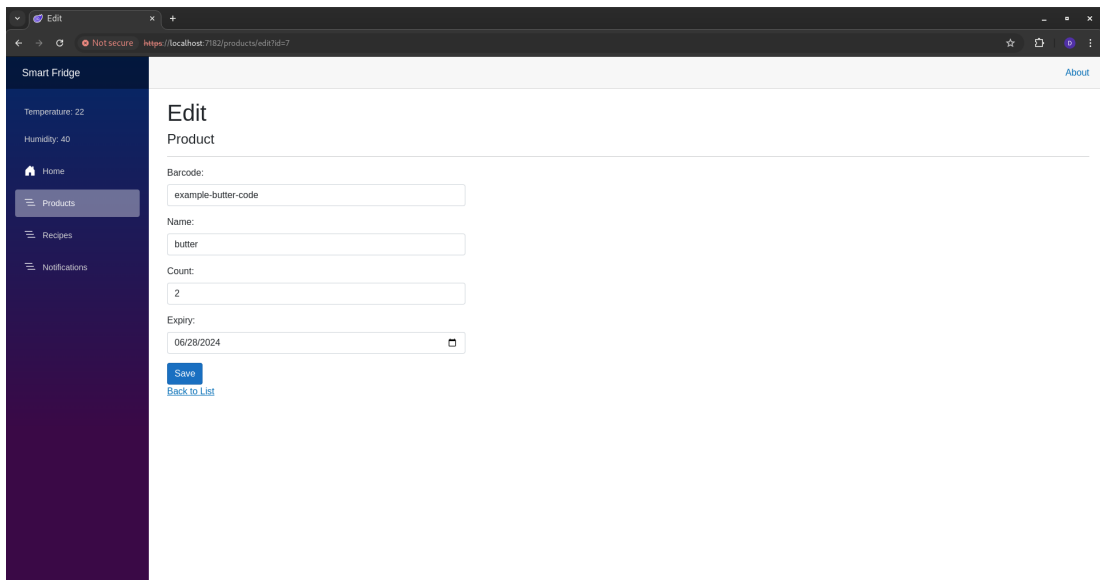 Edit
Not secure https://localhost:7182/products/edit?id=7
D
Smart Fridge
About
Temperature: 22
Humidity: 40
Home
Products
Recipes
Notifications
Edit
Product
Barcode:
example-butter-code
Name:
butter
Count:
2
Expiry:
06/28/2024
Save
Back to List